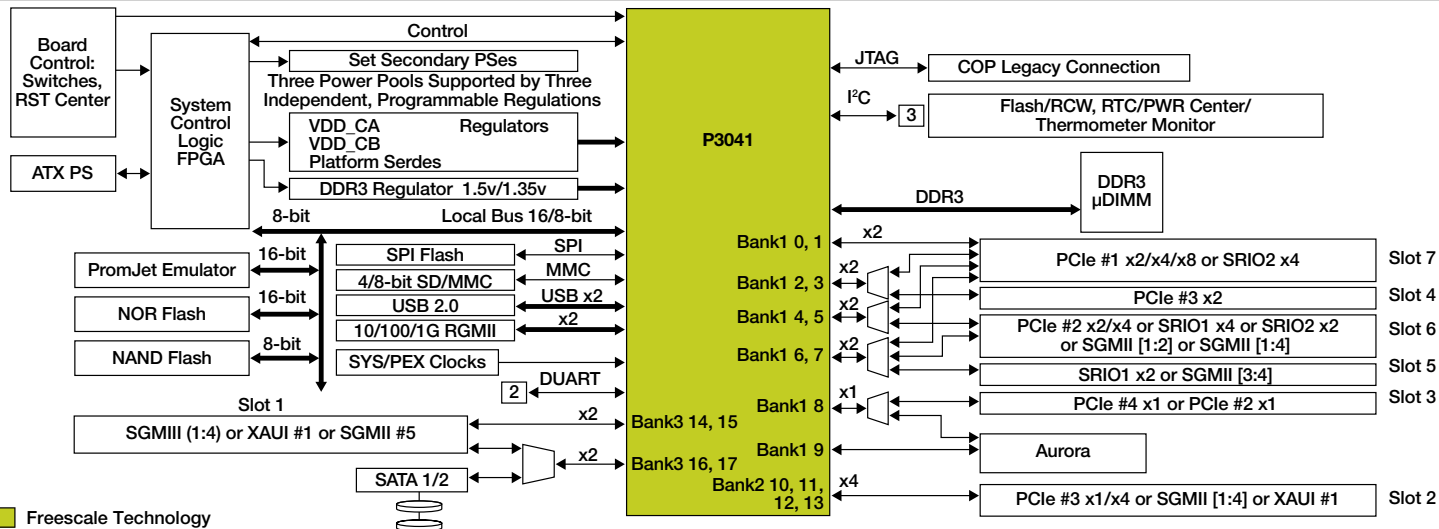 Board
Control:
Switches,
RST Center
ATX PS
System
Control
Logic
FPGA
Control
Set Secondary PSes
Three Power Pools Supported by Three
Independent, Programmable Regulations
VDD_CA Regulators
VDD_CB
Platform Serdes
DDR3 Regulator 1.5v/1.35v
8-bit
Local Bus 16/8-bit
PromJet Emulator
16-bit
NOR Flash
16-bit
NAND Flash
8-bit
SPI Flash
SPI
4/8-bit SD/MMC
MMC
USB 2.0
USB x2
10/100/1G RGMII
x2
SYS/PEX Clocks
2
DUART
Slot 1
SGMIII (1:4) or XAUI #1 or SGMII #5
x2
SATA 1/2
x2
P3041
Bank1 0, 1
Bank1 2, 3
Bank1 4, 5
Bank1 6, 7
Bank1 8
Bank3 14, 15
Bank1 9
Bank3 16, 17
Bank2 10, 11,
12, 13
JTAG
COP Legacy Connection
I²C
3
Flash/RCW, RTC/PWR Center/
Thermometer Monitor
DDR3
DDR3
µDIMM
x2
PCIe #1 x2/x4/x8 or SRIO2 x4
Slot 7
x2
PCIe #3 x2
Slot 4
x2
PCIe #2 x2/x4 or SRIO1 x4 or SRIO2 x2
or SGMII [1:2] or SGMII [1:4]
Slot 6
x2
SRIO1 x2 or SGMII [3:4]
Slot 5
x1
PCIe #4 x1 or PCIe #2 x1
Slot 3
Aurora
x4
PCIe #3 x1/x4 or SGMII [1:4] or XAUI #1
Slot 2
Freescale Technology